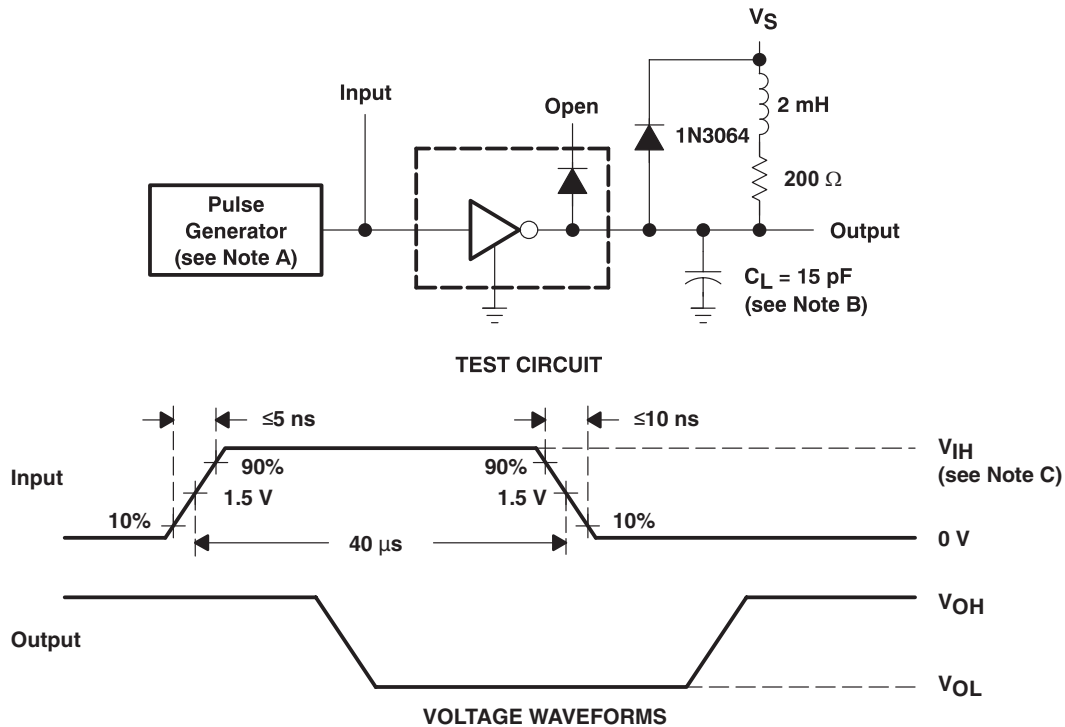 VS
Input
Open
2 mH
1N3064
200 Ω
Pulse
Generator
(see Note A)
Output
CL = 15 pF
(see Note B)
TEST CIRCUIT
≤5 ns
≤10 ns
Input
90%
90%
VIH
(see Note C)
1.5 V
1.5 V
10%
10%
40 μs
0 V
Output
VOH
VOL
VOLTAGE WAVEFORMS